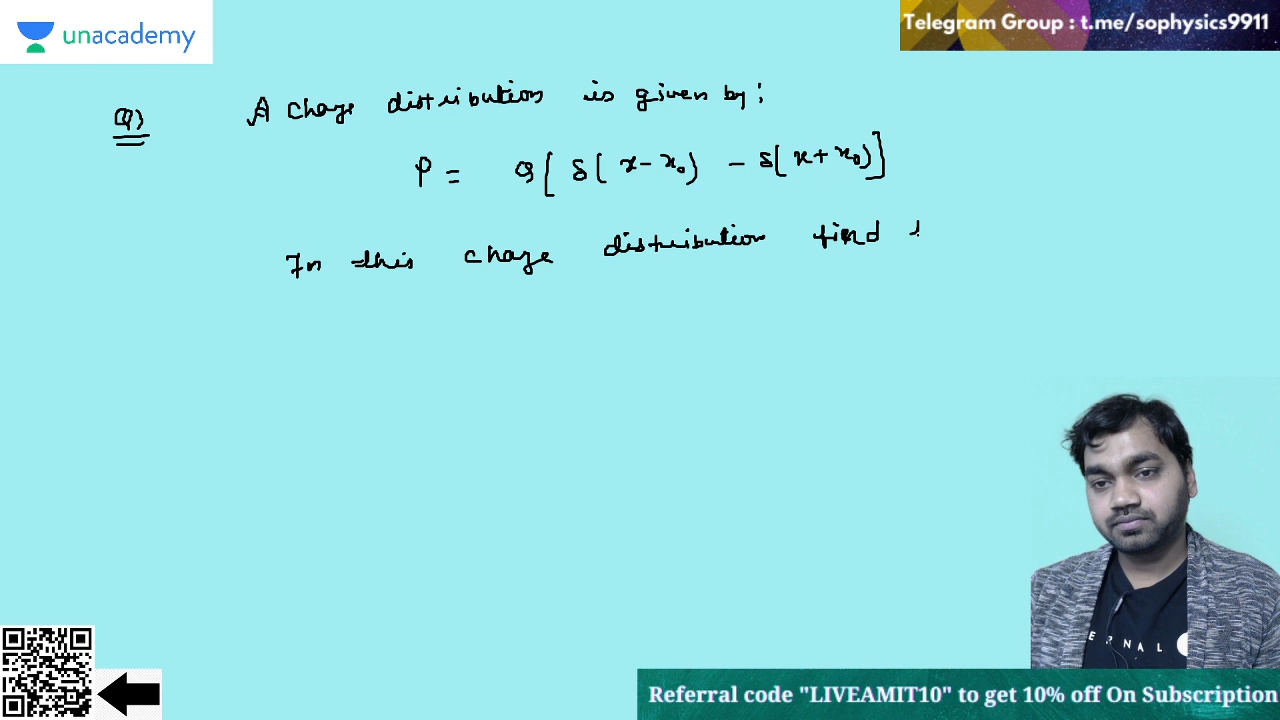 unacademy
Telegram Group : t.me/sophysics9911
Q) A charge distribution is given by:
ρ = Q[ δ(x-x₀) - δ(x+x₀)]
In this charge distribution find
ERNAL
Referral code "LIVEAMIT10" to get 10% off On Subscription